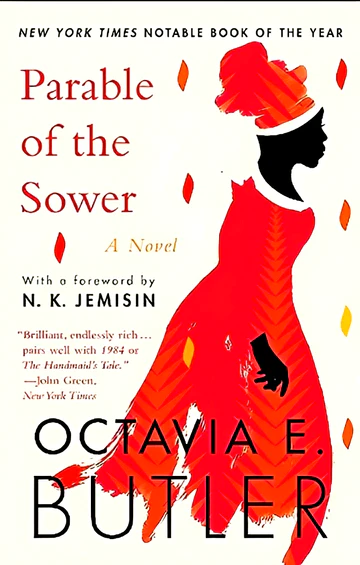 NEW YORK TIMES NOTABLE BOOK OF THE YEAR
Parable
of the
Sower
A Novel
With a foreword by
N. K. JEMISIN
"Brilliant, endlessly rich...
pairs well with 1984 or
The Handmaid's Tale."
—John Green,
New York Times
OCTAVIA E.
BUTLER